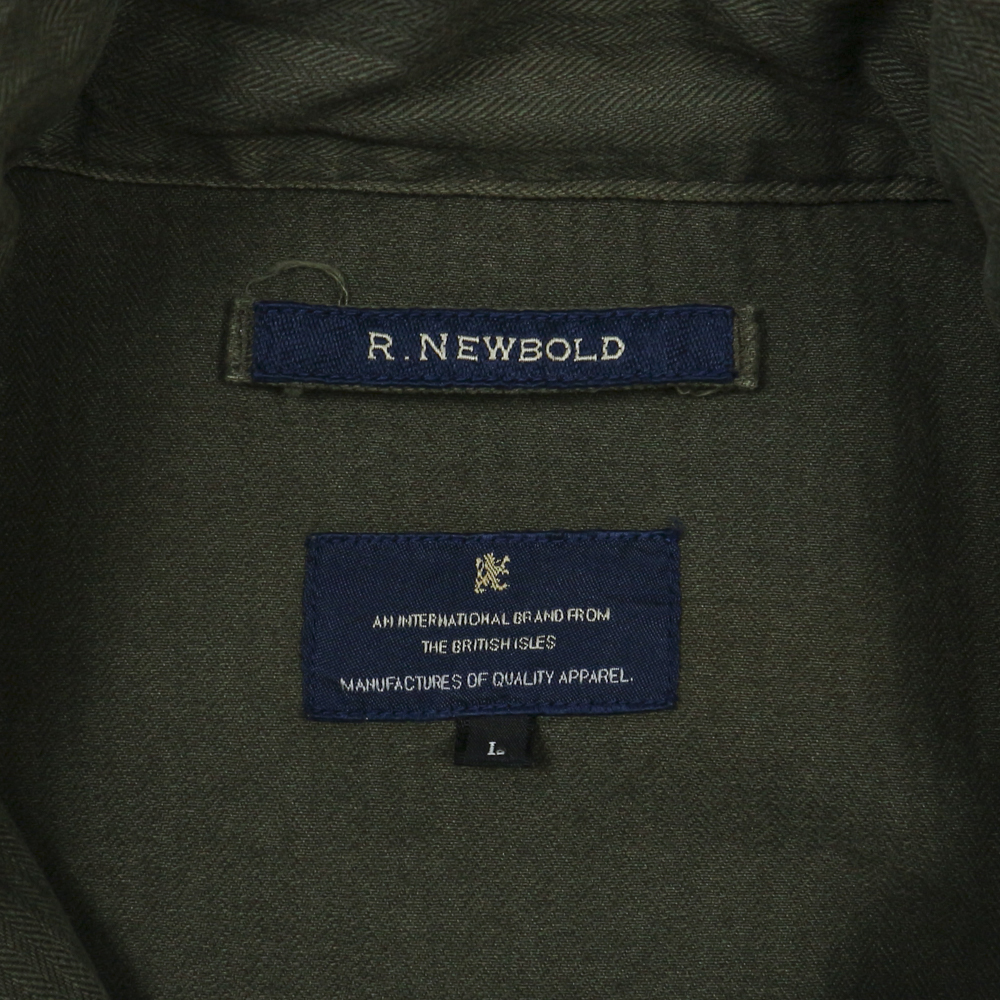 R. NEWBOLD
AN INTERNATIONAL BRAND FROM
THE BRITISH ISLES
MANUFACTURES OF QUALITY APPAREL.
L